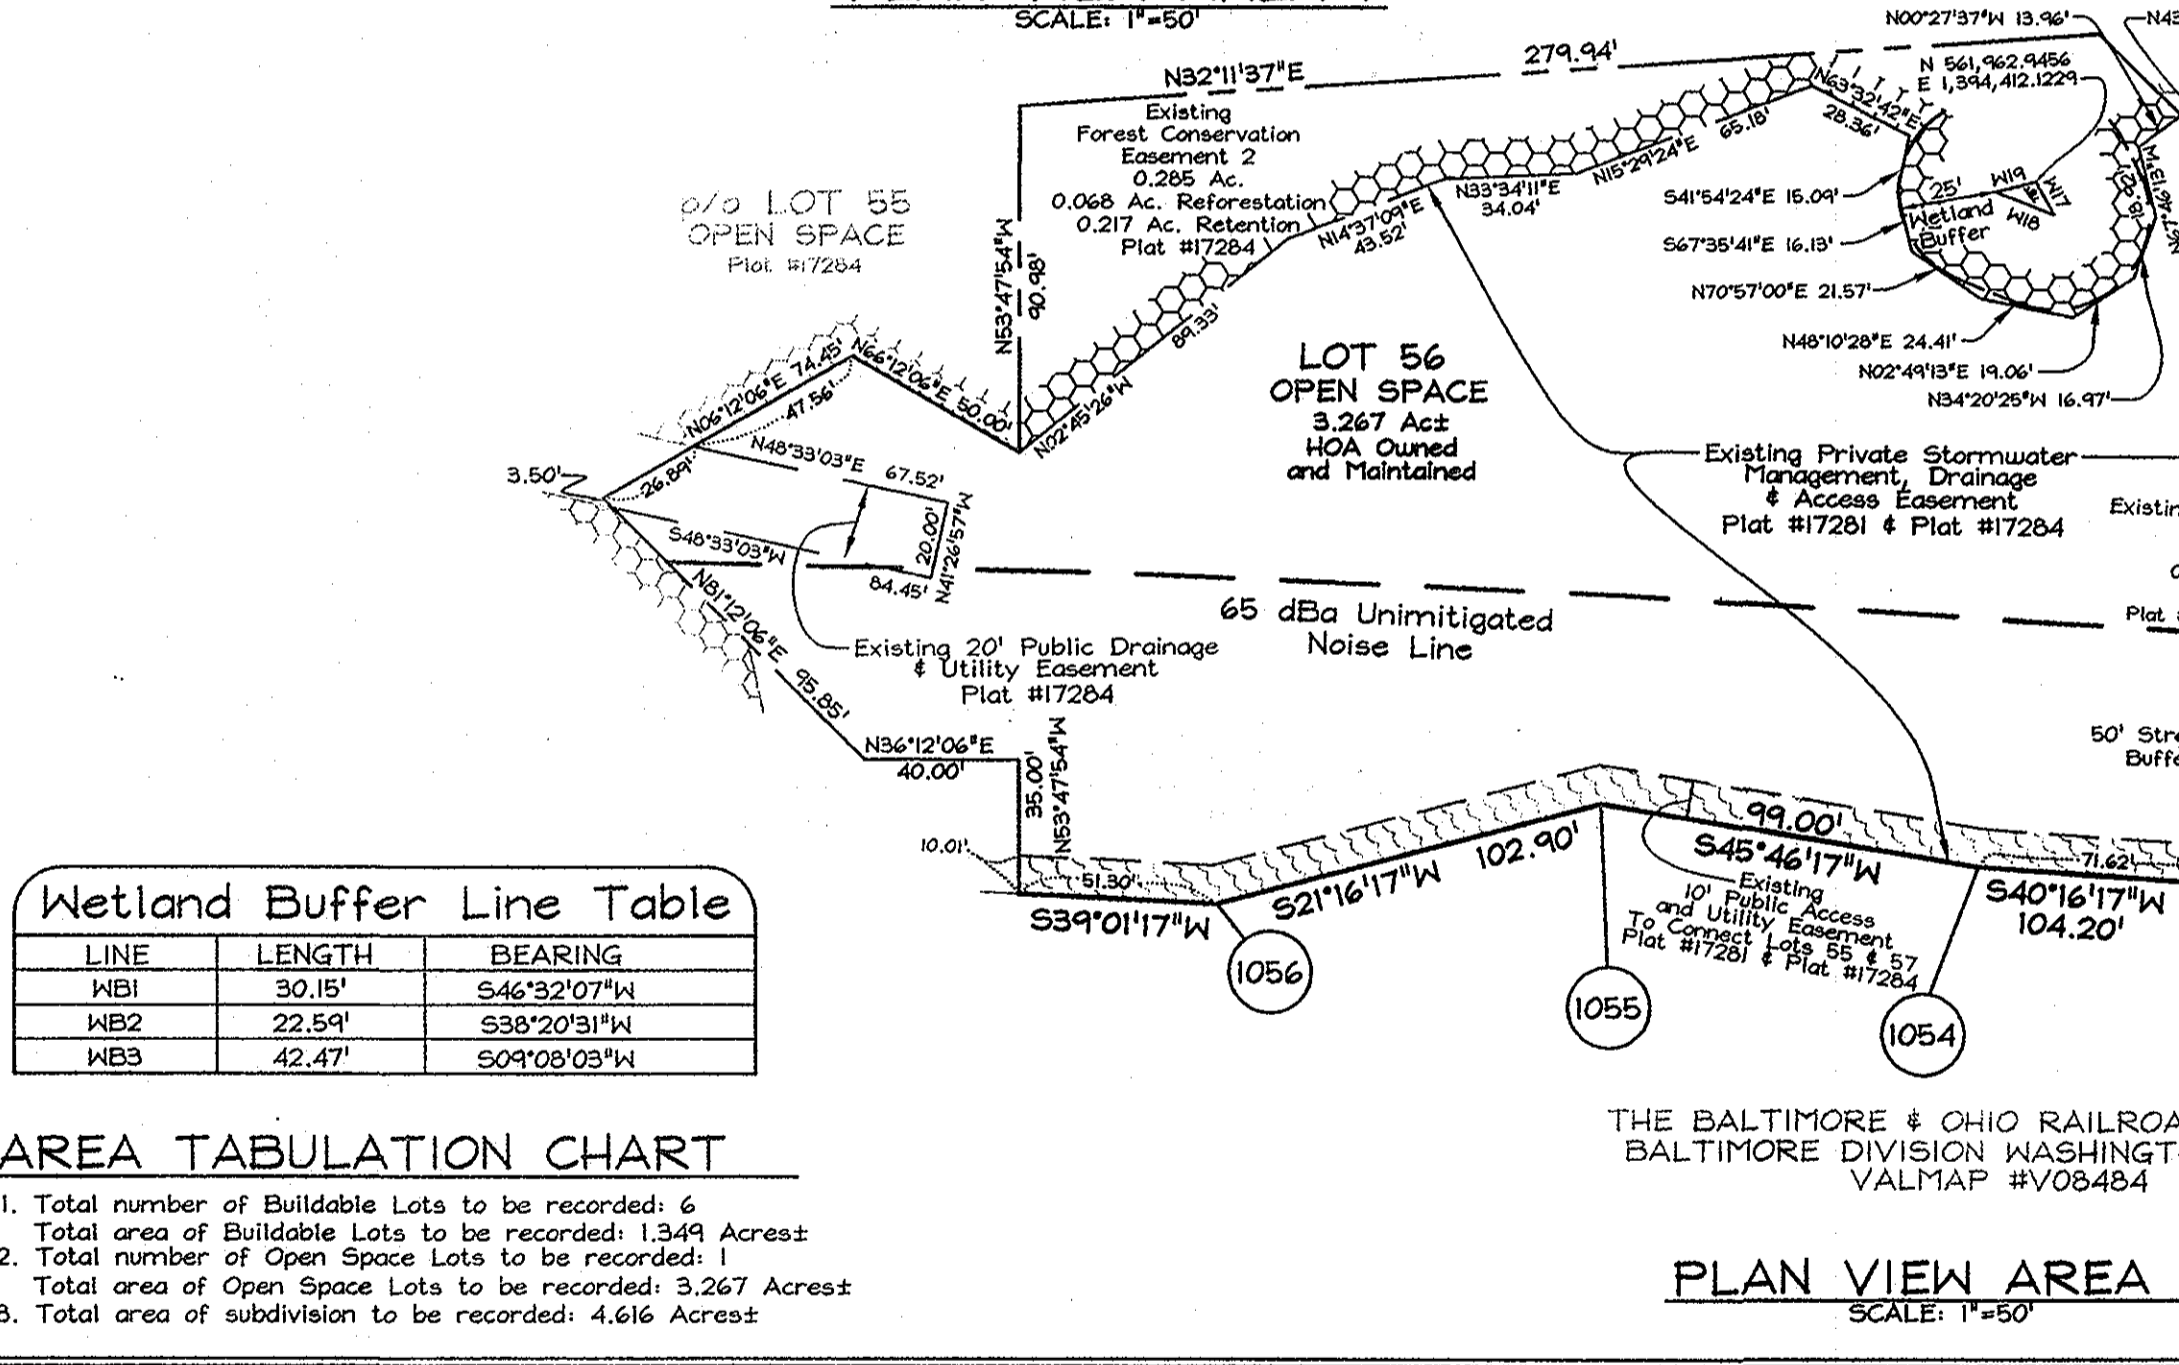 SCALE: 1"=50'
N32°11'37"E
279.94'
N00°27'37"W 13.96'
N43
N 561,962.9456
E 1,394,412.1229
Existing
Forest Conservation
Easement 2
0.285 Ac.
0.068 Ac. Reforestation
0.217 Ac. Retention
Plat #17284
N53°47'54"W
90.98'
p/o LOT 55
OPEN SPACE
Plat #17284
N02°45'26"W
89.33'
N14°37'09"E
43.52'
N33°34'11"E
34.04'
N15°29'24"E
65.18'
N63°32'42"E
28.36'
S41°54'24"E 15.09'
25'
Wetland
Buffer
W19
W17
W18
S67°35'41"E 16.13'
N70°57'00"E 21.57'
N48°10'28"E 24.41'
N02°49'13"E 19.06'
N34°20'25"W 16.97'
N06°12'06"E 74.45'
47.56'
N66°12'06"E 50.00'
3.50'
26.89'
N48°33'03"E 67.52'
S48°33'03"W
84.45'
20.00'
N41°26'57"W
LOT 56
OPEN SPACE
3.267 Ac±
HOA Owned
and Maintained
Existing Private Stormwater
Management, Drainage
& Access Easement
Plat #17281 & Plat #17284
Existin
Plat
65 dBa Unimitigated
Noise Line
N81°12'06"E
95.85'
Existing 20' Public Drainage
& Utility Easement
Plat #17284
50' Stre
Buffe
N36°12'06"E
40.00'
35.00'
N53°47'54"W
10.01'
51.30'
S39°01'17"W
S21°16'17"W 102.90'
99.00'
S45°46'17"W
71.62'
S40°16'17"W
104.20'
Existing
10' Public Access
and Utility Easement
To Connect Lots 55 & 57
Plat #17281 & Plat #17284
1056
1055
1054
Wetland Buffer Line Table
LINE LENGTH BEARING
WB1 30.15' S46°32'07"W
WB2 22.59' S38°20'31"W
WB3 42.47' S09°08'03"W
THE BALTIMORE & OHIO RAILROA
BALTIMORE DIVISION WASHINGT
VALMAP #V08484
AREA TABULATION CHART
1. Total number of Buildable Lots to be recorded: 6
Total area of Buildable Lots to be recorded: 1.349 Acres±
2. Total number of Open Space Lots to be recorded: 1
Total area of Open Space Lots to be recorded: 3.267 Acres±
3. Total area of subdivision to be recorded: 4.616 Acres±
PLAN VIEW AREA
SCALE: 1"=50'